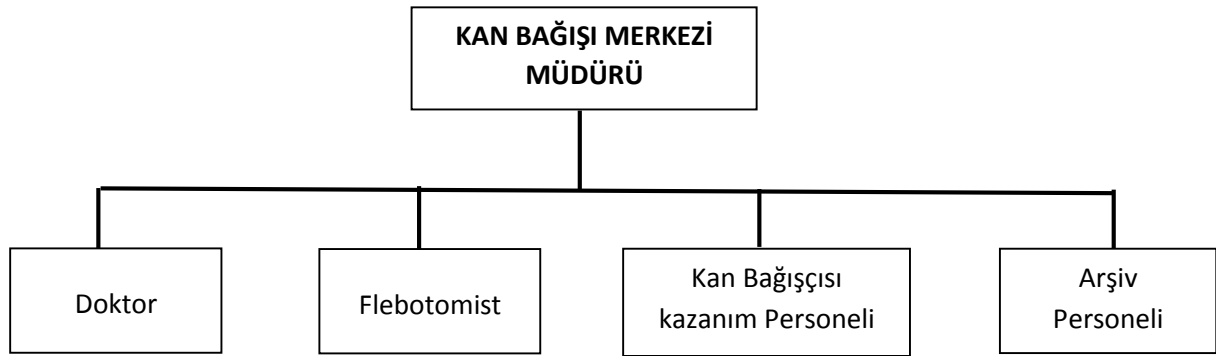 KAN BAĞIŞI MERKEZİ
MÜDÜRÜ
Doktor
Flebotomist
Kan Bağışçısı
kazanım Personeli
Arşiv
Personeli